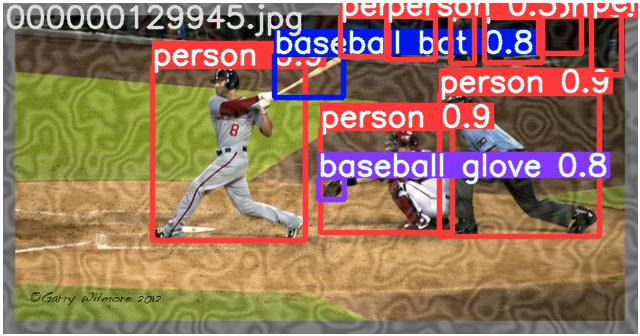 000000129945.jpg
person 0.9
baseball bat 0.8
person 0.9
person 0.9
baseball glove 0.8
8
©Garry Wilmore 2012